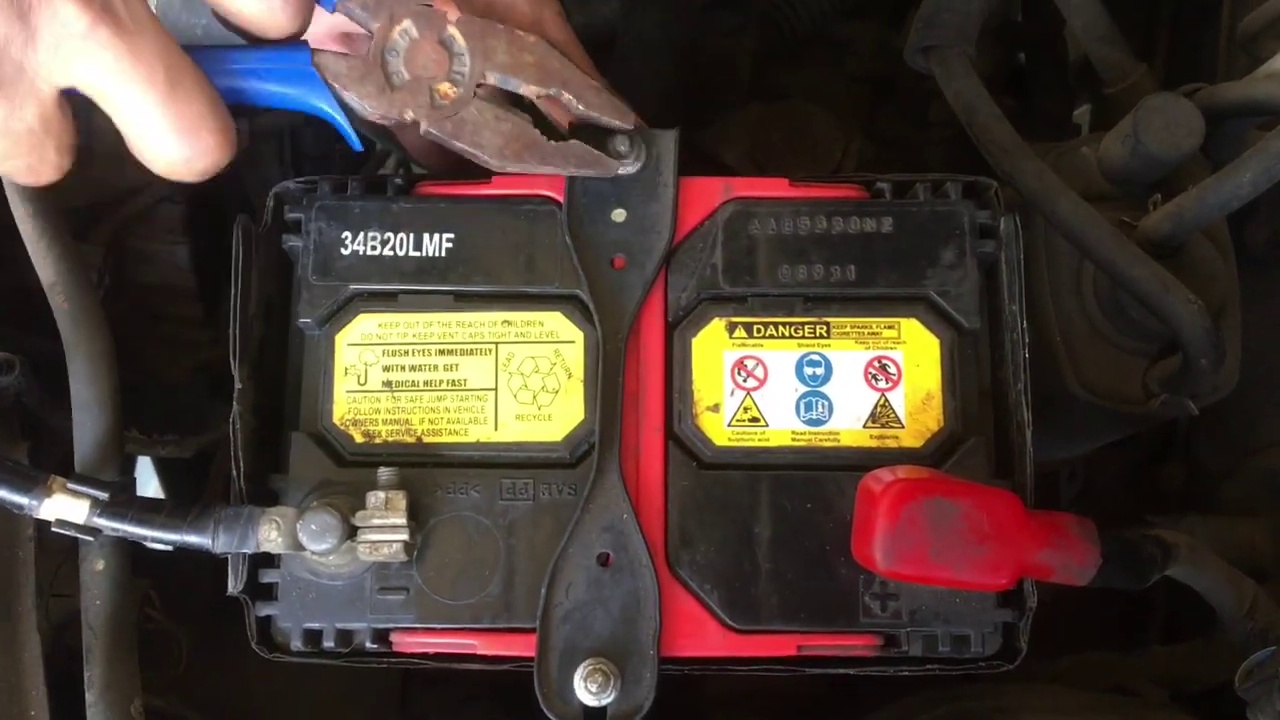 34B20LMF
KEEP OUT OF THE REACH OF CHILDREN
DO NOT TIP KEEP VENT CAPS TIGHT AND LEVEL
FLUSH EYES IMMEDIATELY
WITH WATER GET
MEDICAL HELP FAST
LEAD
RETURN
RECYCLE
CAUTION: FOR SAFE JUMP STARTING
FOLLOW INSTRUCTIONS IN VEHICLE
OWNERS MANUAL. IF NOT AVAILABLE
SEEK SERVICE ASSISTANCE
DANGER
KEEP SPARKS, FLAME,
CIGRETTES AWAY
Shield Eyes
Keep out of reach
of Children
Cautions of
Sulphuric acid
Read Instruction
Manual Carefully
Explosive
>PP<
PP
-
+